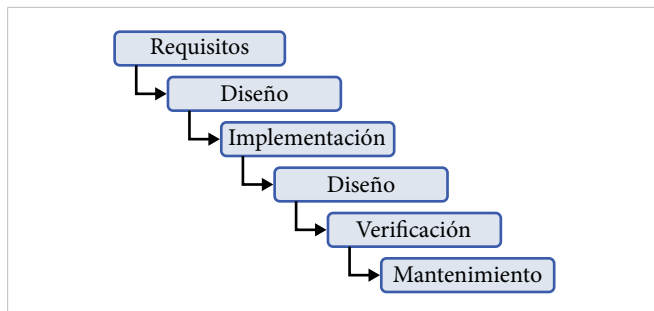 Requisitos
Diseño
Implementación
Diseño
Verificación
Mantenimiento